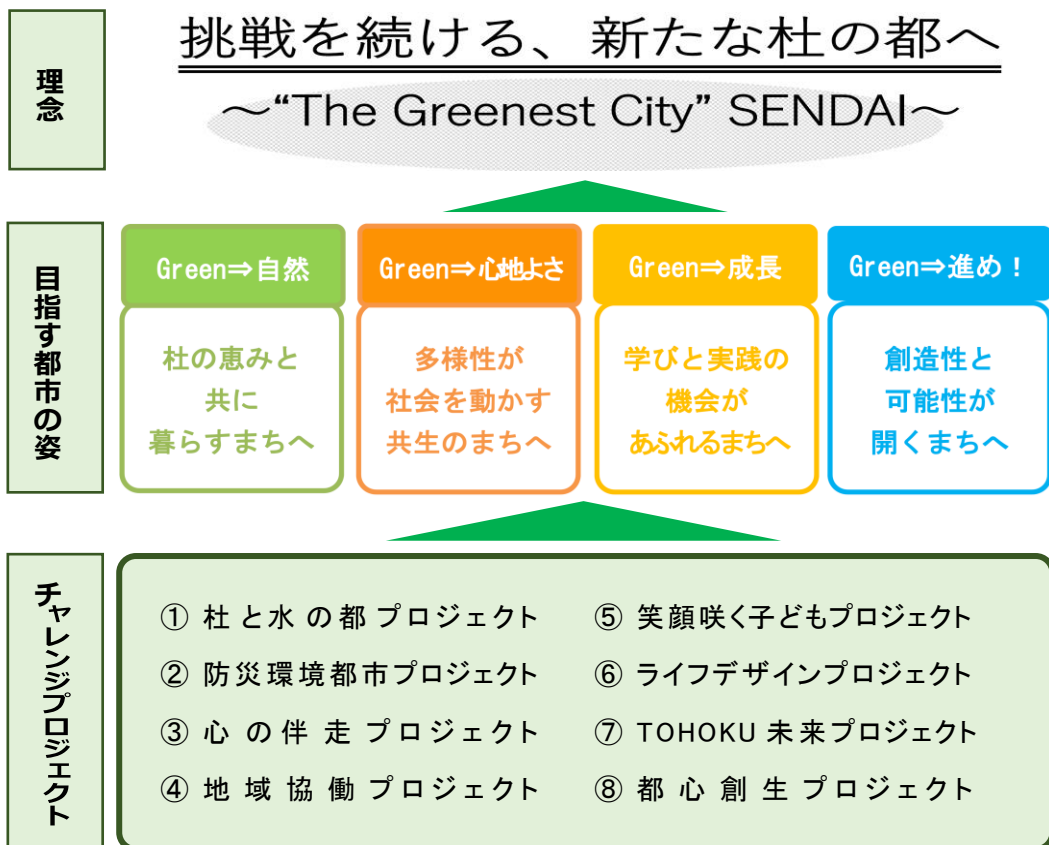 理念
挑戦を続ける、新たな杜の都へ
～“The Greenest City” SENDAI～
目指す都市の姿
Green⇒自然
杜の恵みと
共に
暮らすまちへ
Green⇒心地よさ
多様性が
社会を動かす
共生のまちへ
Green⇒成長
学びと実践の
機会が
あふれるまちへ
Green⇒進め！
創造性と
可能性が
開くまちへ
チャレンジプロジェクト
① 杜と水の都プロジェクト
② 防災環境都市プロジェクト
③ 心の伴走プロジェクト
④ 地域協働プロジェクト
⑤ 笑顔咲く子どもプロジェクト
⑥ ライフデザインプロジェクト
⑦ TOHOKU未来プロジェクト
⑧ 都心創生プロジェクト